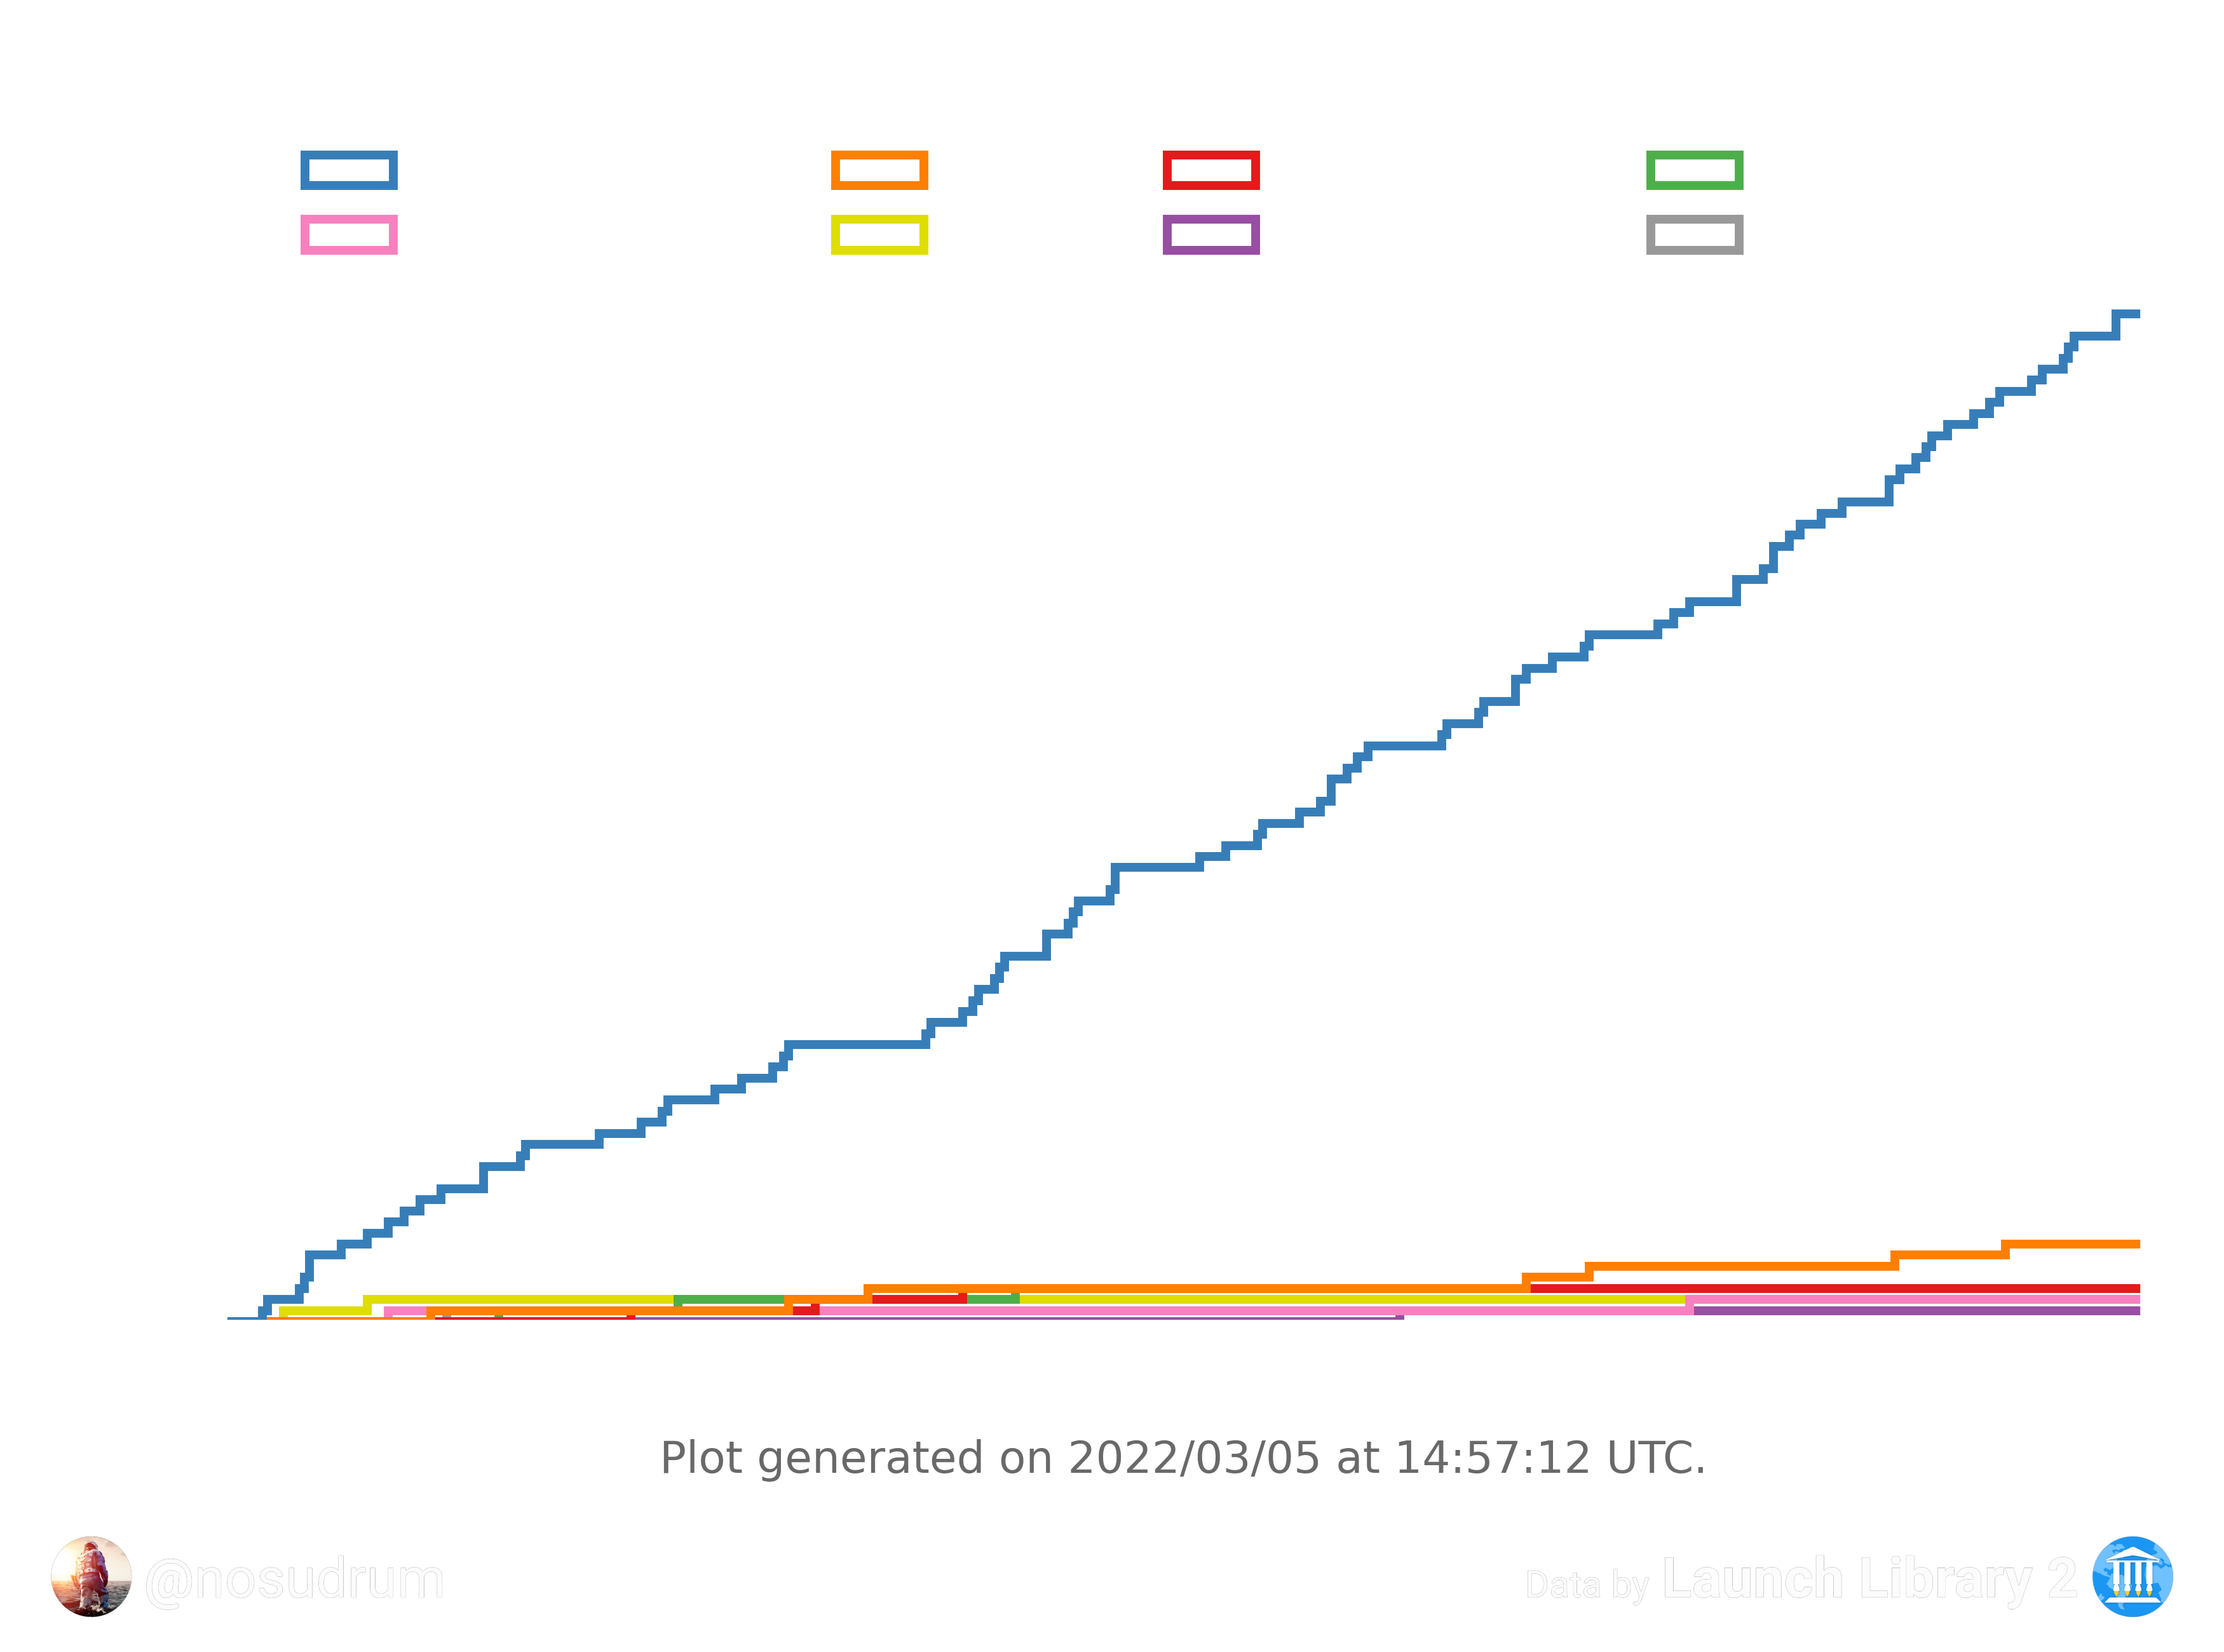 Plot generated on 2022/03/05 at 14:57:12 UTC.
@nosudrum
Data by Launch Library 2